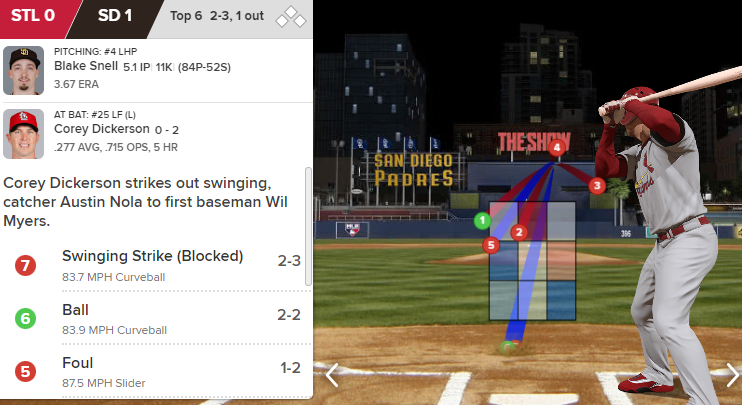 STL 0
SD 1
Top 6 2-3, 1 out
PITCHING: #4 LHP
Blake Snell 5.1 IP 11K (84P-52S)
3.67 ERA
AT BAT: #25 LF (L)
Corey Dickerson 0 - 2
.277 AVG, .715 OPS, 5 HR
Corey Dickerson strikes out swinging,
catcher Austin Nola to first baseman Wil
Myers.
7 Swinging Strike (Blocked) 2-3
83.7 MPH Curveball
6 Ball 2-2
83.9 MPH Curveball
5 Foul 1-2
87.5 MPH Slider
THE SHOW
4
SAN DIEGO
PADRES
3
1
2
5
MLB
386